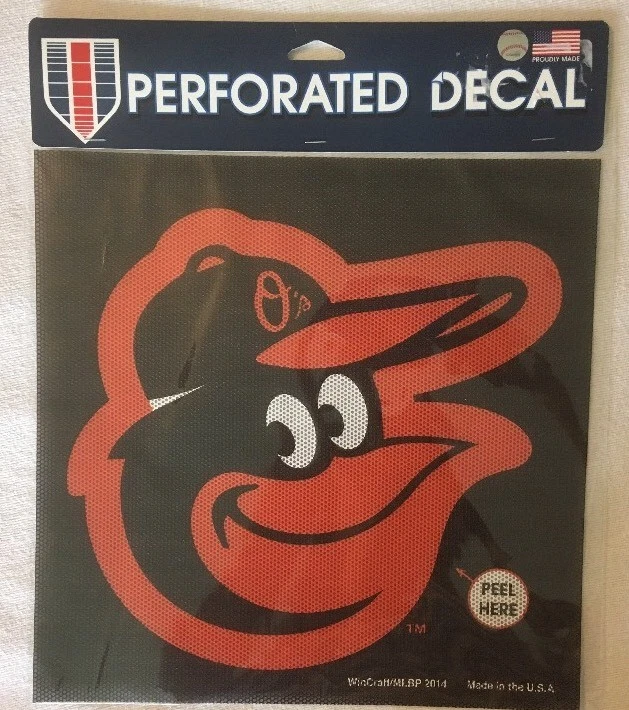 PROUDLY MADE
PERFORATED DECAL
O's
PEEL
HERE
TM
WinCraft/MLBP 2014 Made in the U.S.A